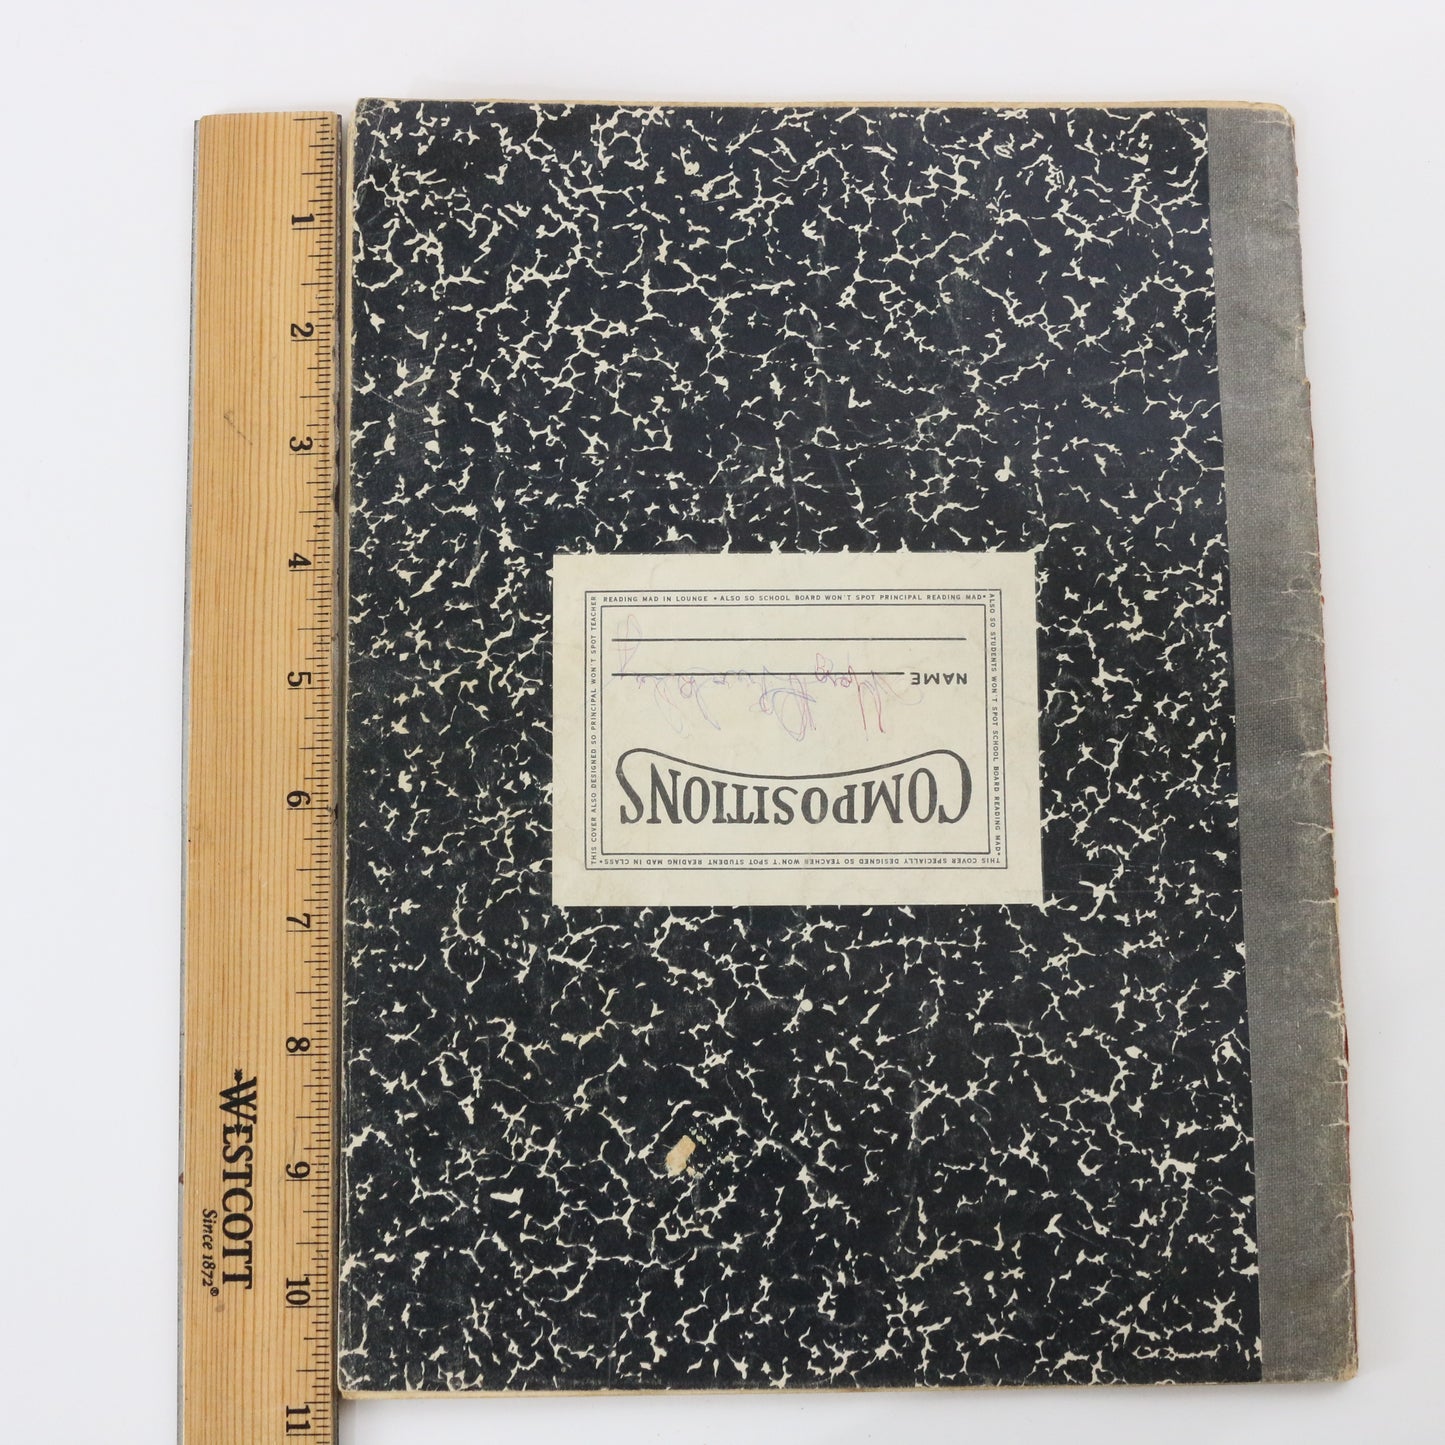 1
2
3
4
5
6
7
8
9
10
11
WESTCOTT
Since 1872®
COMPOSITIONS
NAME
THIS COVER SPECIALLY DESIGNED SO TEACHER WON'T SPOT STUDENT READING MAD IN CLASS•
THIS COVER ALSO DESIGNED SO PRINCIPAL WON'T SPOT TEACHER
READING MAD IN LOUNGE • ALSO SO SCHOOL BOARD WON'T SPOT PRINCIPAL READING MAD•
ALSO SO STUDENTS WON'T SPOT SCHOOL BOARD READING MAD•